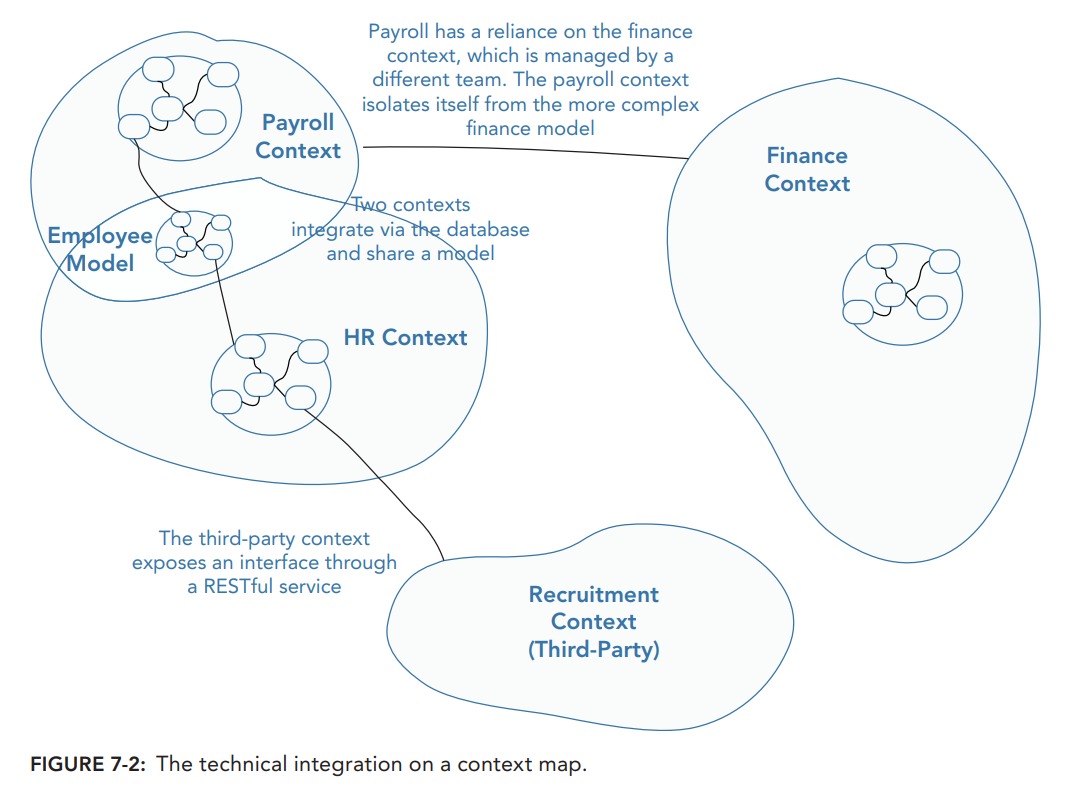 Payroll has a reliance on the finance
context, which is managed by a
different team. The payroll context
isolates itself from the more complex
finance model
Payroll
Context
Finance
Context
Two contexts
integrate via the database
and share a model
Employee
Model
HR Context
The third-party context
exposes an interface through
a RESTful service
Recruitment
Context
(Third-Party)
FIGURE 7-2: The technical integration on a context map.